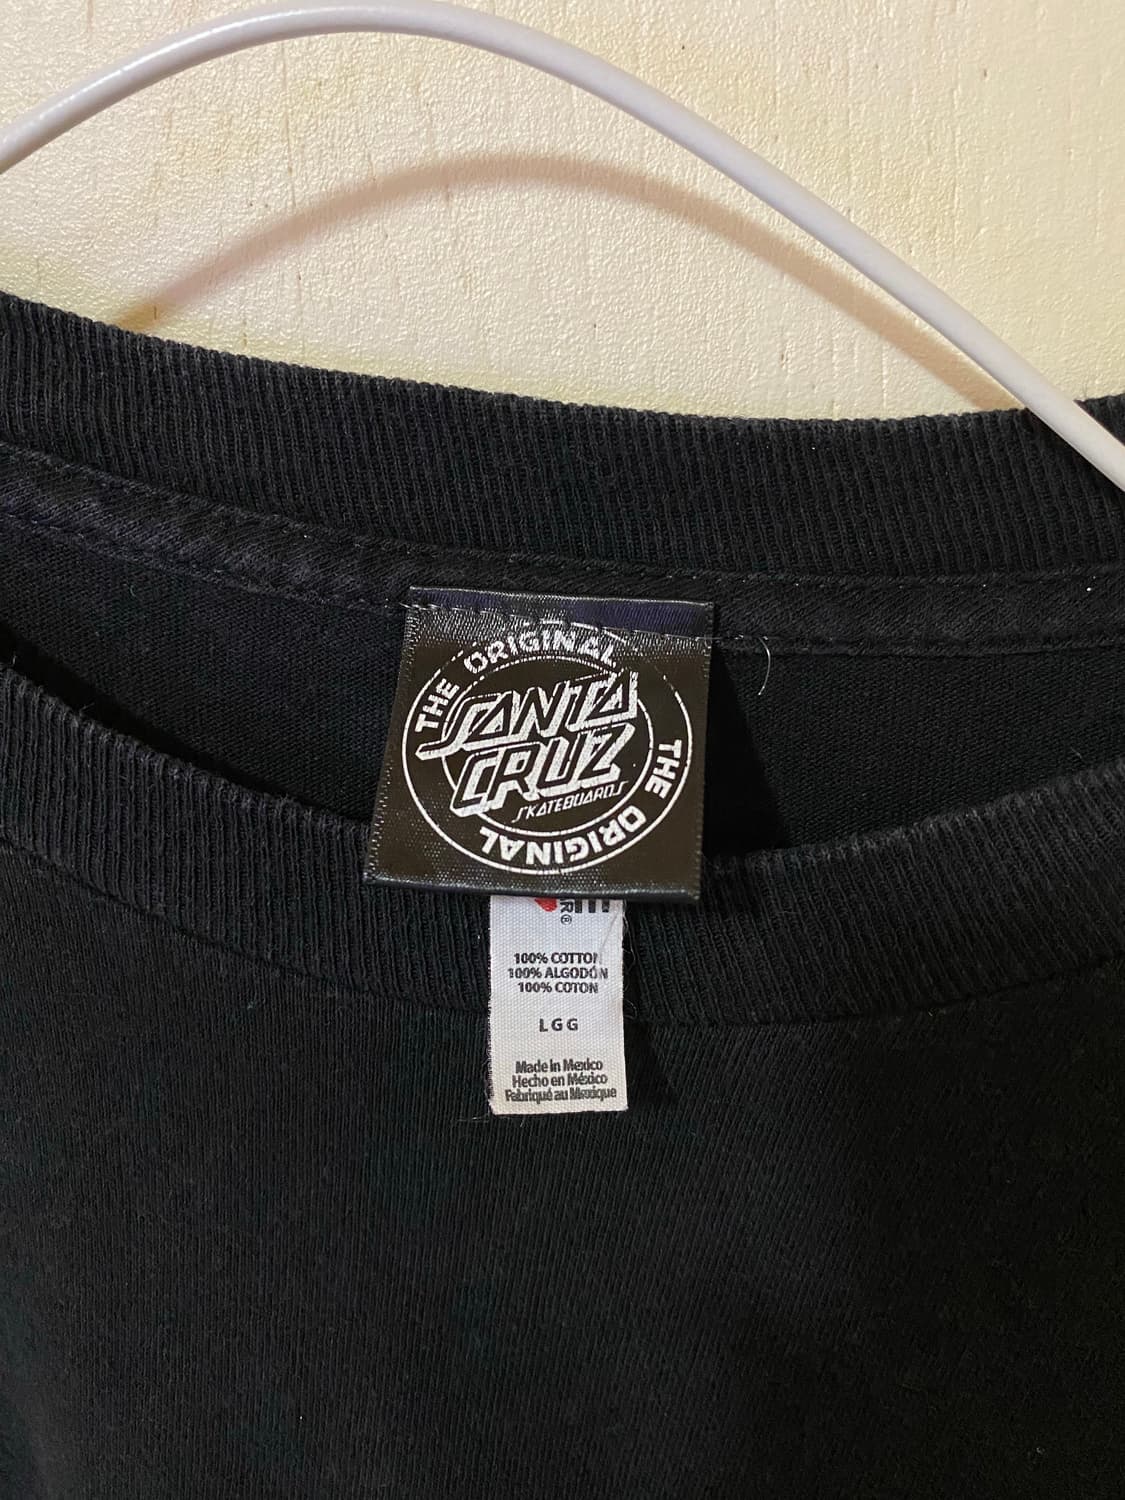 THE ORIGINAL
SANTA
CRUZ
SKATEBOARDS
THE ORIGINAL
R®
100% COTTON
100% ALGODÓN
100% COTON
LGG
Made in Mexico
Hecho en México
Fabriqué au Mexique